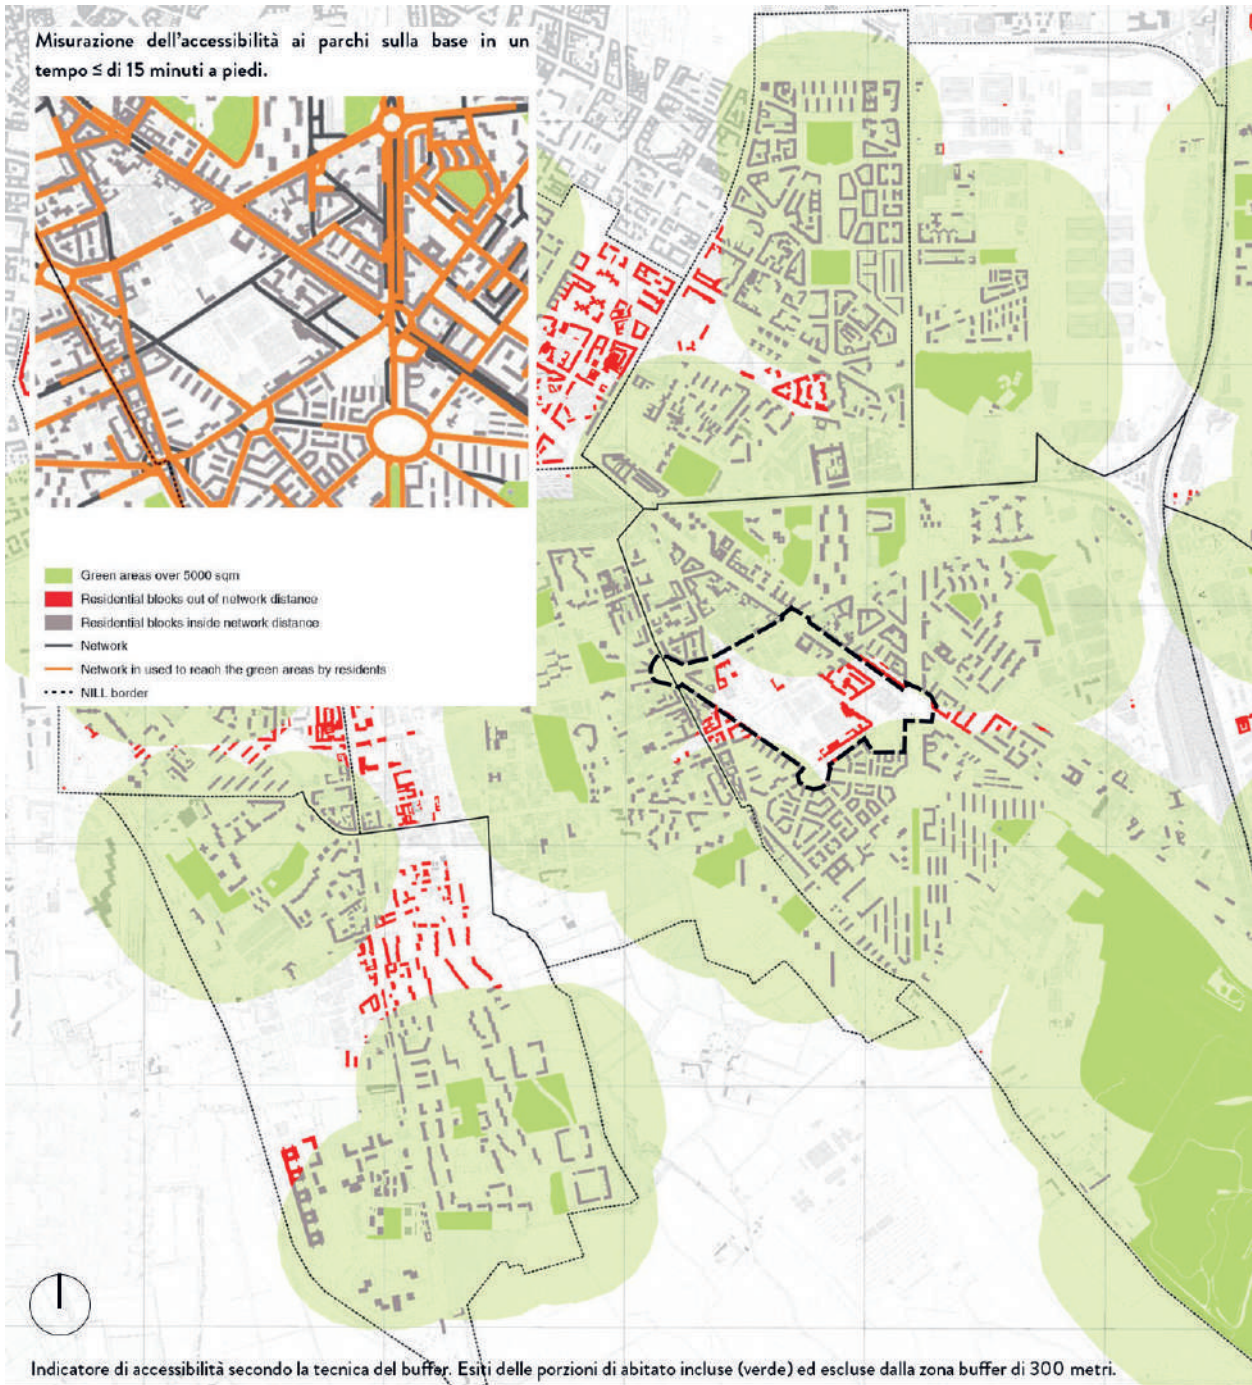 Misurazione dell'accessibilità ai parchi sulla base in un
tempo ≤ di 15 minuti a piedi.
Green areas over 5000 sqm
Residential blocks out of network distance
Residential blocks inside network distance
Network
Network in used to reach the green areas by residents
NILL border
Indicatore di accessibilità secondo la tecnica del buffer. Esiti delle porzioni di abitato incluse (verde) ed escluse dalla zona buffer di 300 metri.